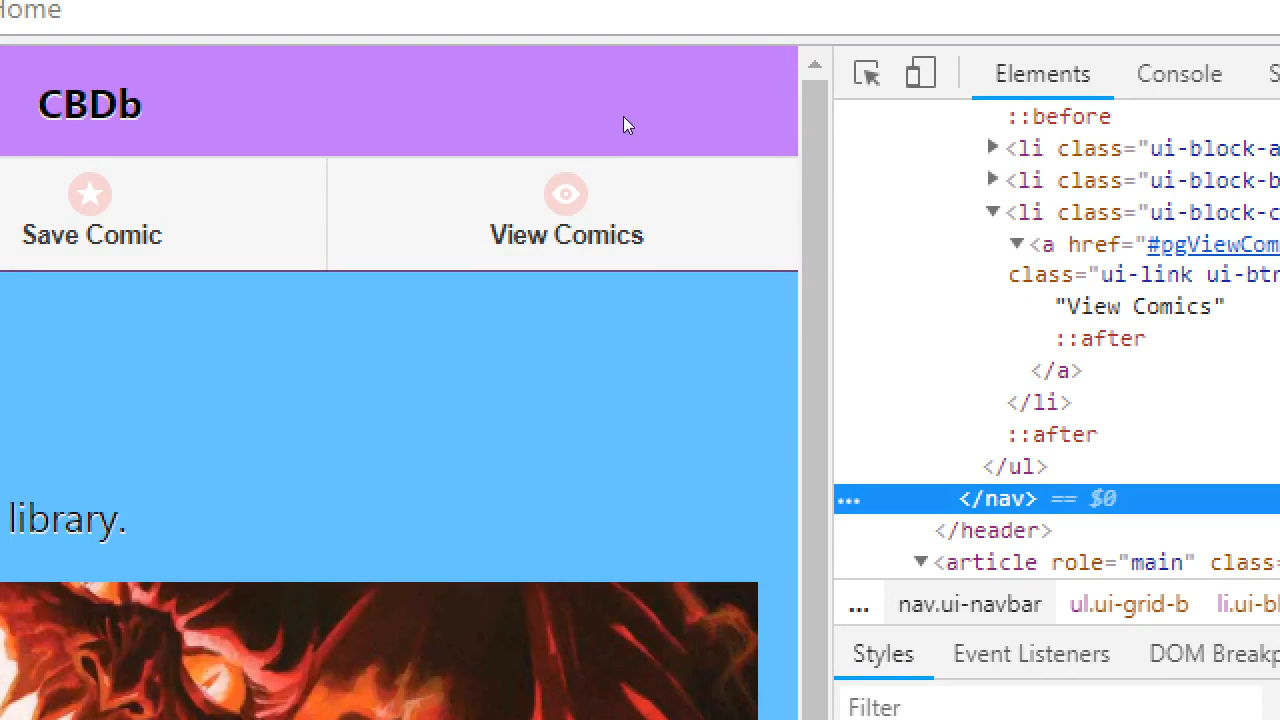 Home
CBDb
Save Comic
View Comics
library.
Elements Console S
::before
<li class="ui-block-a
<li class="ui-block-b
<li class="ui-block-c
<a href="#pgViewCom
class="ui-link ui-btn
"View Comics"
::after
</a>
</li>
::after
</ul>
... </nav> == $0
</header>
<article role="main" class=
... nav.ui-navbar ul.ui-grid-b li.ui-bl
Styles Event Listeners DOM Breakp
Filter